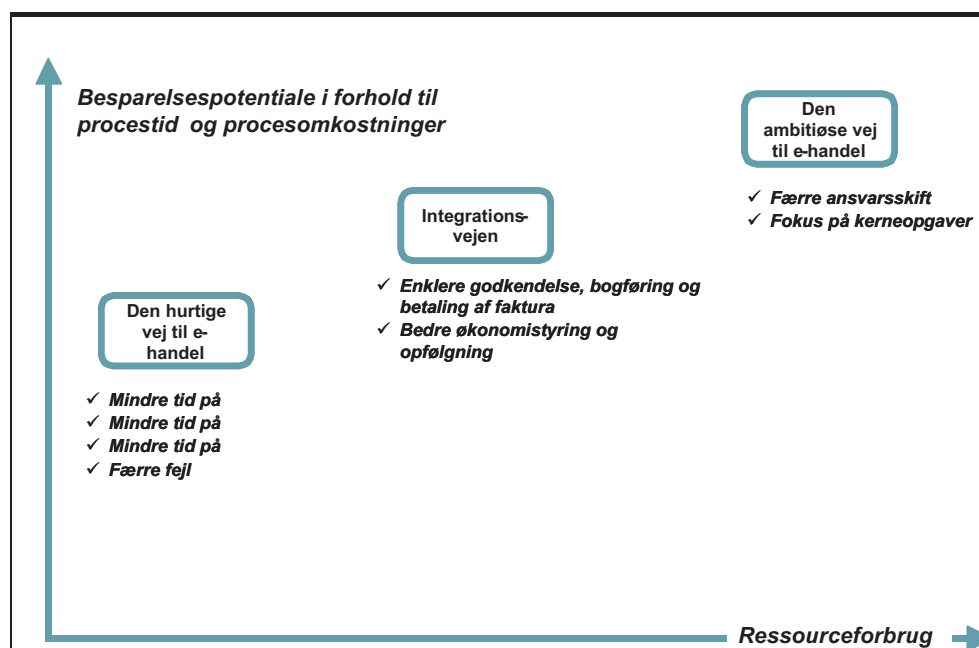 Besparelsespotentiale i forhold til
procestid og procesomkostninger
Den
ambitiøse vej
til e-handel
✓ Færre ansvarsskift
✓ Fokus på kerneopgaver
Integrations-
vejen
✓ Enklere godkendelse, bogføring og
betaling af faktura
✓ Bedre økonomistyring og
opfølgning
Den hurtige
vej til e-
handel
✓ Mindre tid på
✓ Mindre tid på
✓ Mindre tid på
✓ Færre fejl
Ressourceforbrug